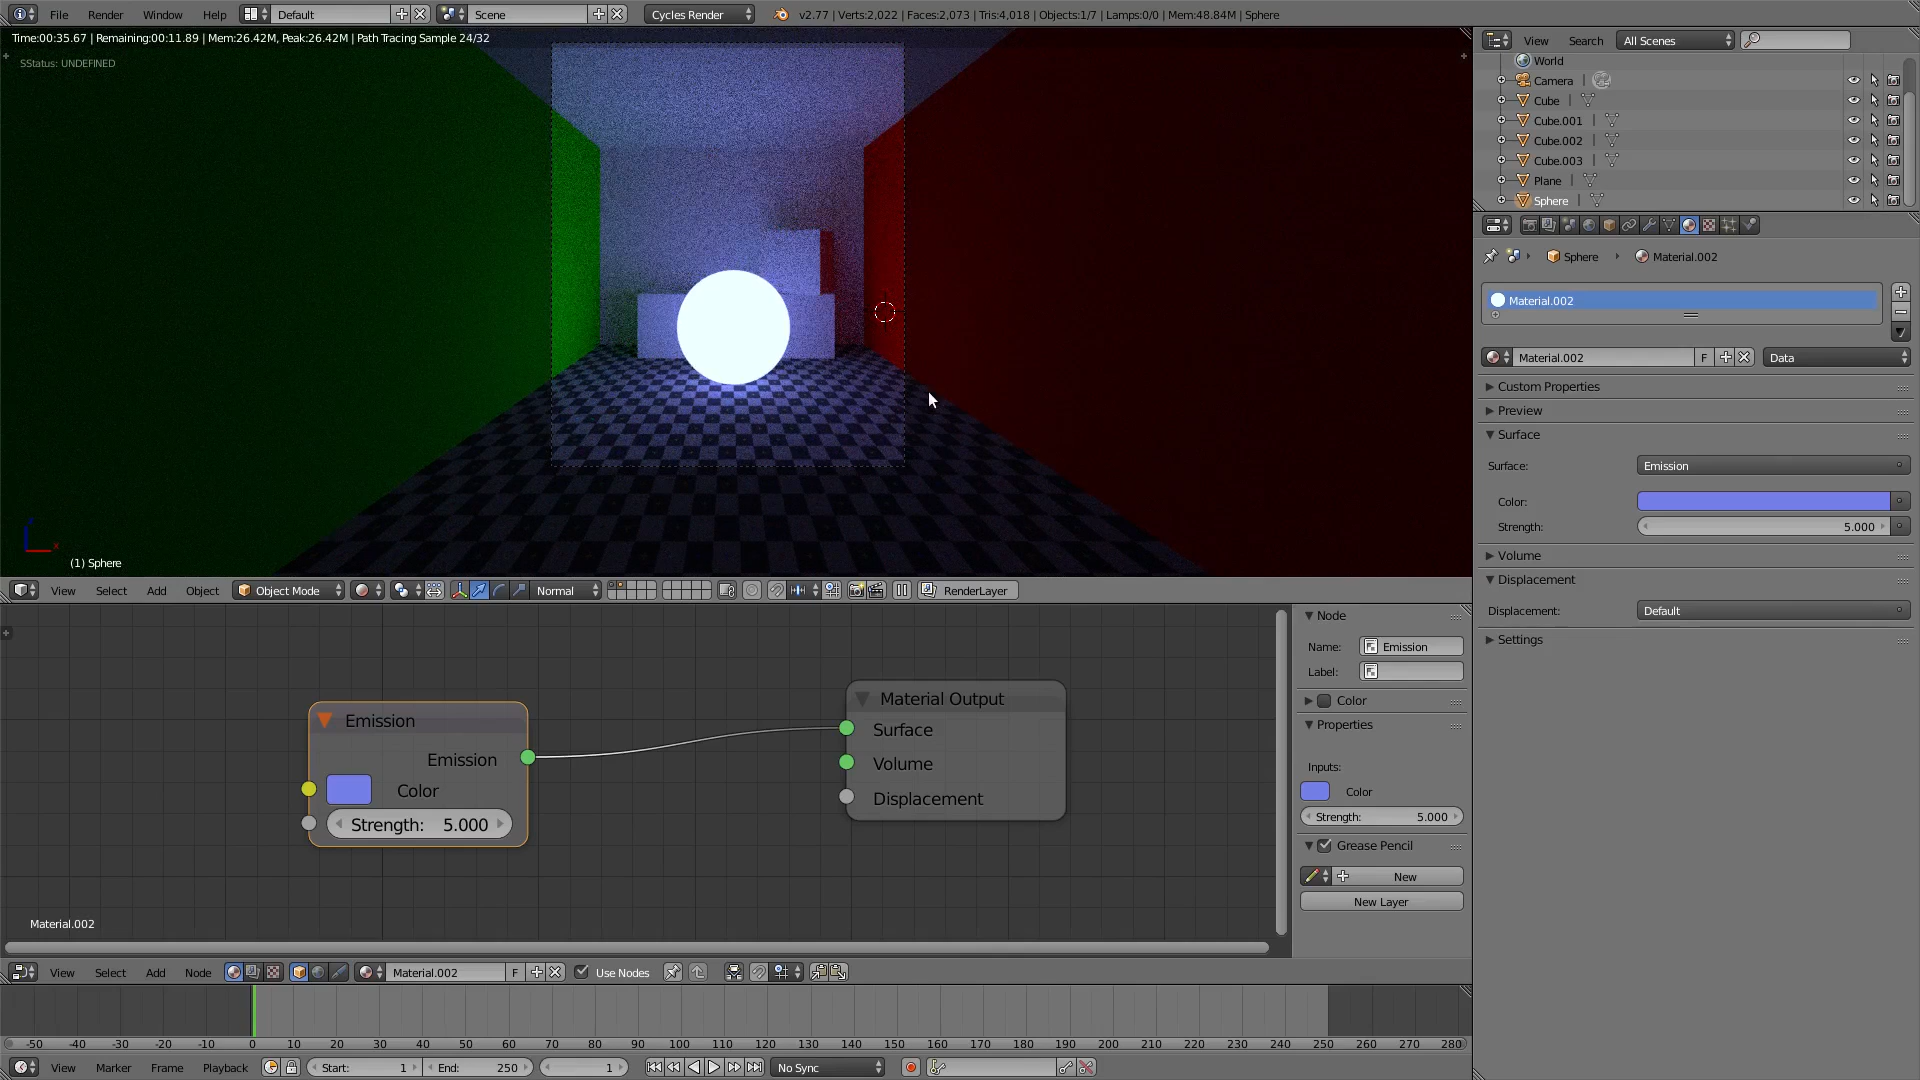 File Render Window Help Default Scene Cycles Render v2.77 | Verts:2,022 | Faces:2,073 | Tris:4,018 | Objects:1/7 | Lamps:0/0 | Mem:48.84M | Sphere
Time:00:35.67 | Remaining:00:11.89 | Mem:26.42M, Peak:26.42M | Path Tracing Sample 24/32
SStatus: UNDEFINED
(1) Sphere
View Select Add Object Object Mode Normal RenderLayer
View Search All Scenes
World
Camera
Cube
Cube.001
Cube.002
Cube.003
Plane
Sphere
Sphere Material.002
Material.002
Material.002 F Data
Custom Properties
Preview
Surface
Surface: Emission
Color:
Strength: 5.000
Volume
Displacement
Displacement: Default
Settings
Emission
Emission
Color
Strength: 5.000
Material Output
Surface
Volume
Displacement
Material.002
Node
Name: Emission
Label:
Color
Properties
Inputs:
Color
Strength: 5.000
Grease Pencil
New
New Layer
View Select Add Node Material.002 F Use Nodes
-50 -40 -30 -20 -10 0 10 20 30 40 50 60 70 80 90 100 110 120 130 140 150 160 170 180 190 200 210 220 230 240 250 260 270 280
View Marker Frame Playback Start: 1 End: 250 1 No Sync